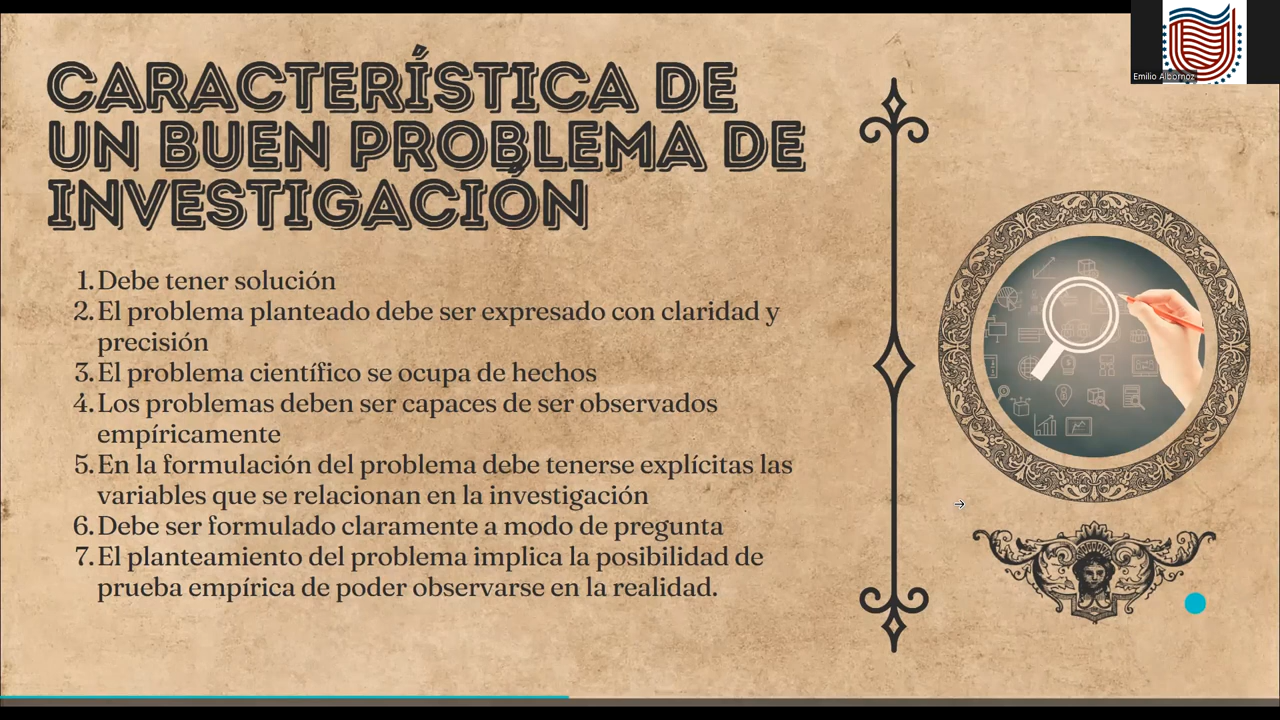 Emilio Albornoz
CARACTERÍSTICA DE
UN BUEN PROBLEMA DE
INVESTIGACIÓN
1. Debe tener solución
2. El problema planteado debe ser expresado con claridad y
precisión
3. El problema científico se ocupa de hechos
4. Los problemas deben ser capaces de ser observados
empíricamente
5. En la formulación del problema debe tenerse explícitas las
variables que se relacionan en la investigación
6. Debe ser formulado claramente a modo de pregunta
7. El planteamiento del problema implica la posibilidad de
prueba empírica de poder observarse en la realidad.